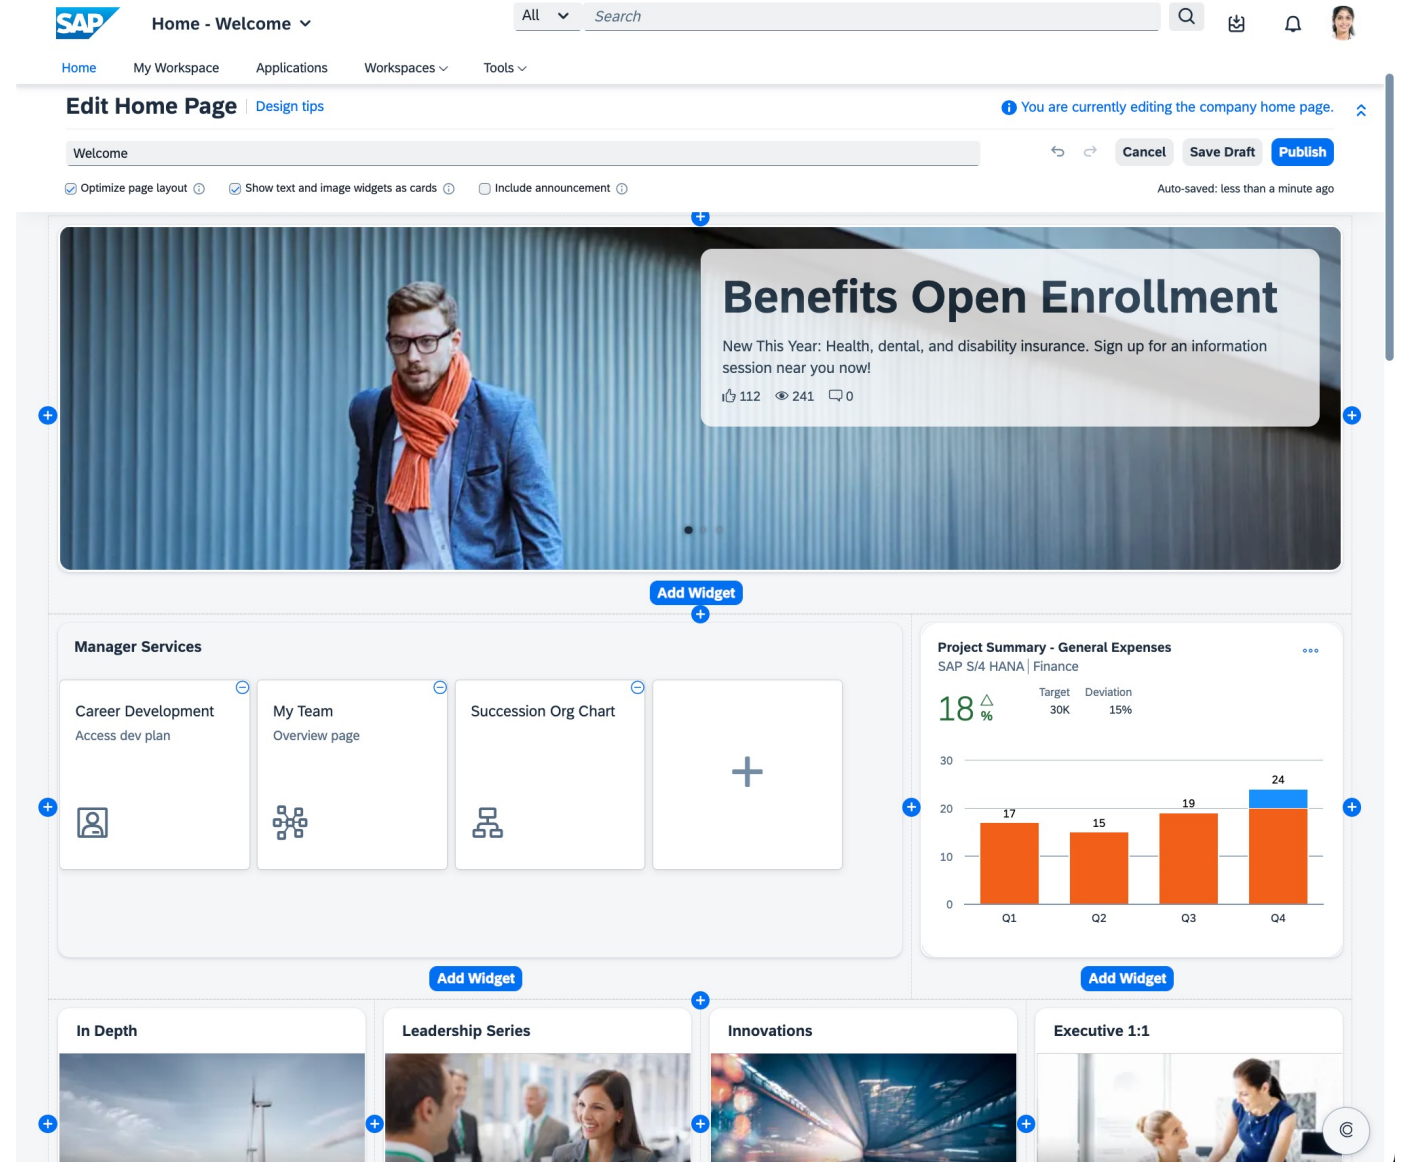 SAP
Home - Welcome
All
Search
Home
My Workspace
Applications
Workspaces
Tools
Edit Home Page
Design tips
You are currently editing the company home page.
Welcome
Cancel
Save Draft
Publish
Optimize page layout
Show text and image widgets as cards
Include announcement
Auto-saved: less than a minute ago
Benefits Open Enrollment
New This Year: Health, dental, and disability insurance. Sign up for an information
session near you now!
112 241 0
Add Widget
Manager Services
Career Development
Access dev plan
My Team
Overview page
Succession Org Chart
Project Summary - General Expenses
SAP S/4 HANA | Finance
18 %
Target
30K
Deviation
15%
30
20
10
0
17
15
19
24
Q1
Q2
Q3
Q4
Add Widget
Add Widget
In Depth
Leadership Series
Innovations
Executive 1:1